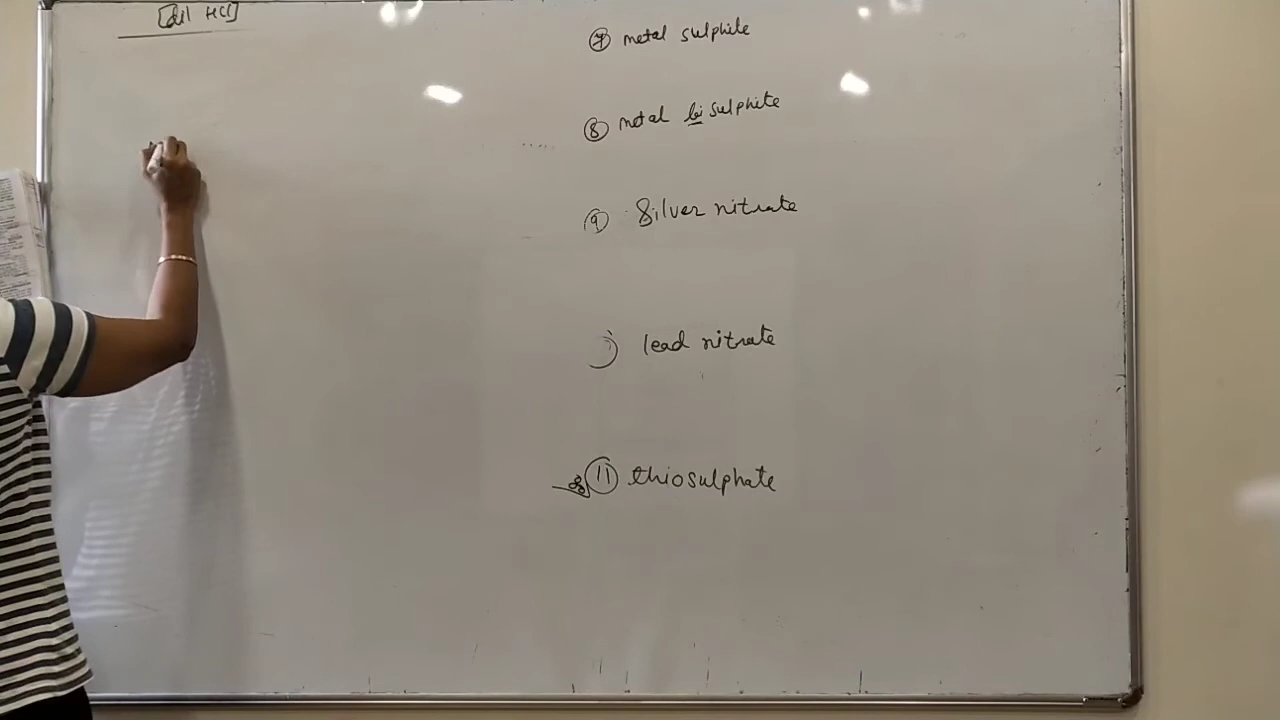 [dil HCl]
⑦ metal sulphite
⑧ metal bisulphite
⑨ Silver nitrate
lead nitrate
⑪ thiosulphate